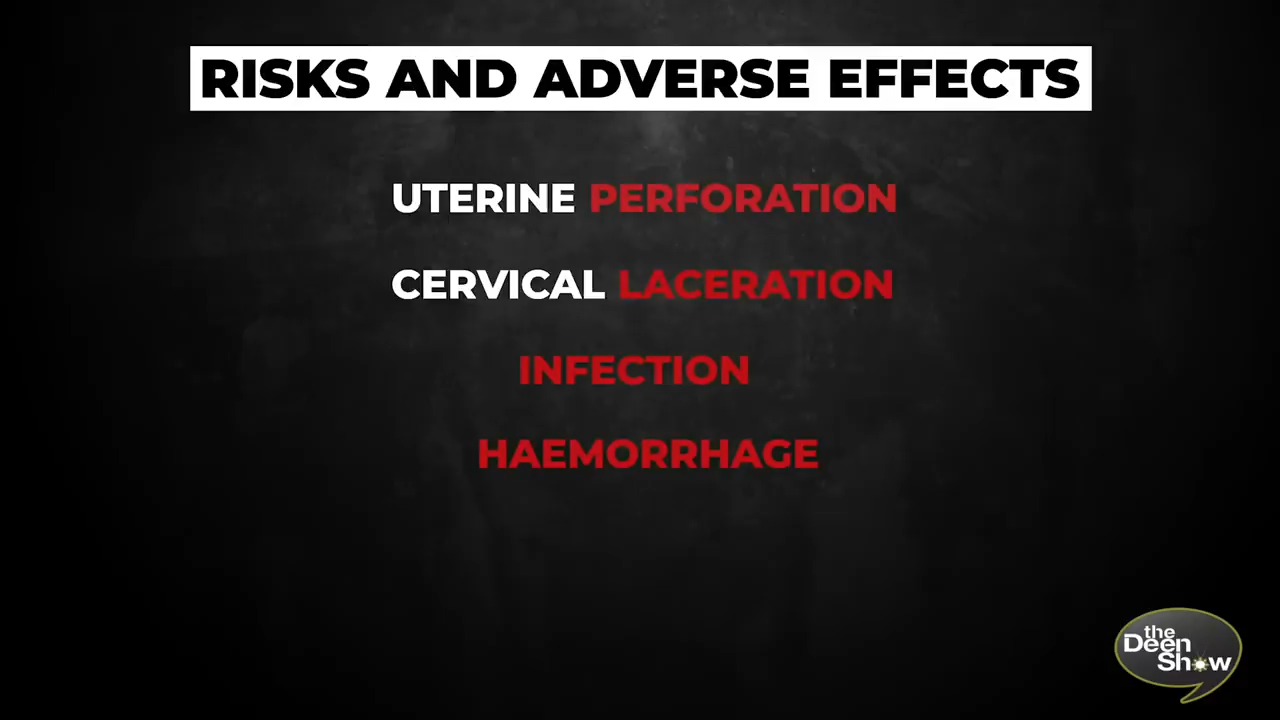 RISKS AND ADVERSE EFFECTS
UTERINE PERFORATION
CERVICAL LACERATION
INFECTION
HAEMORRHAGE
the
Deen
Show